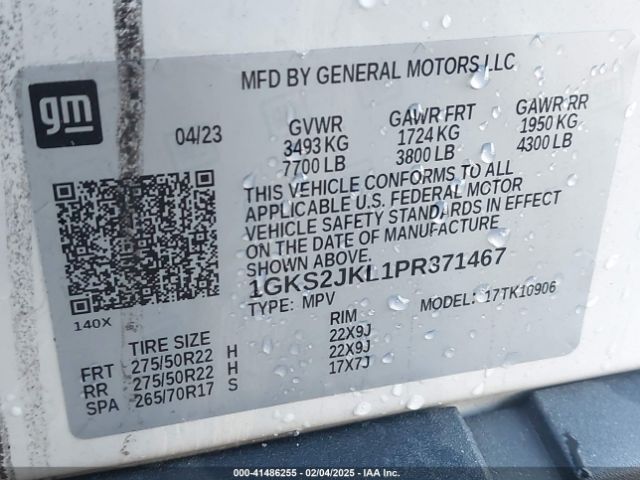 MFD BY GENERAL MOTORS LLC
gm
04/23
GVWR GAWR FRT GAWR RR
3493 KG 1724 KG 1950 KG
7700 LB 3800 LB 4300 LB
THIS VEHICLE CONFORMS TO ALL
APPLICABLE U.S. FEDERAL MOTOR
VEHICLE SAFETY STANDARDS IN EFFECT
ON THE DATE OF MANUFACTURE
SHOWN ABOVE.
1GKS2JKL1PR371467
TYPE: MPV MODEL: 17TK10906
140X
TIRE SIZE RIM
FRT 275/50R22 H 22X9J
RR 275/50R22 H 22X9J
SPA 265/70R17 S 17X7J
000-41486255 - 02/04/2025 - IAA Inc.